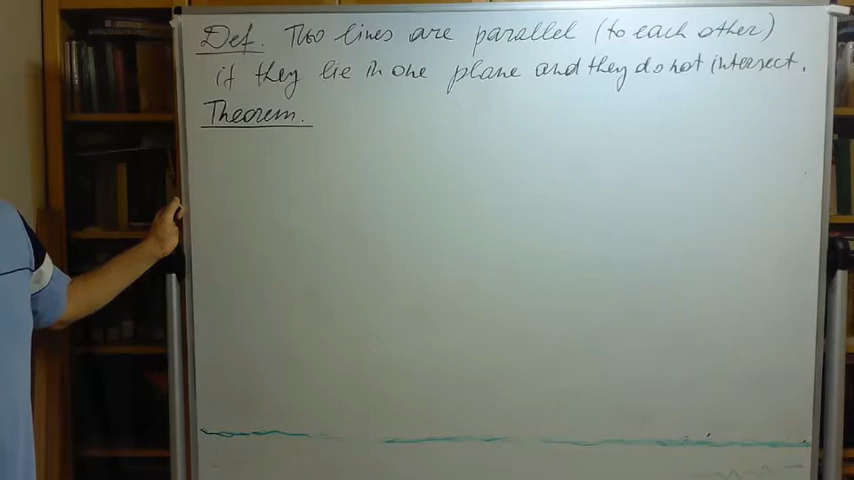 Def. Two lines are parallel (to each other)
if they lie in one plane and they do not intersect.
Theorem.